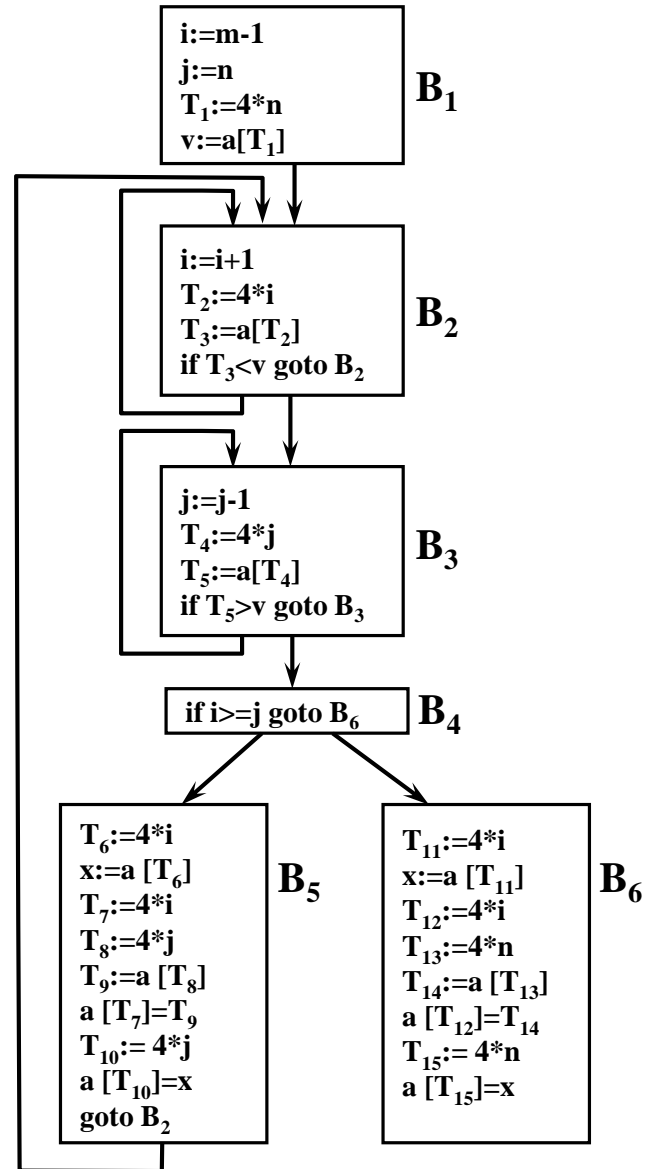 i:=m-1
j:=n
T₁:=4*n
v:=a[T₁]
B₁
i:=i+1
T₂:=4*i
T₃:=a[T₂]
if T₃<v goto B₂
B₂
j:=j-1
T₄:=4*j
T₅:=a[T₄]
if T₅>v goto B₃
B₃
if i>=j goto B₆
B₄
T₆:=4*i
x:=a [T₆]
T₇:=4*i
T₈:=4*j
T₉:=a [T₈]
a [T₇]=T₉
T₁₀:= 4*j
a [T₁₀]=x
goto B₂
B₅
T₁₁:=4*i
x:=a [T₁₁]
T₁₂:=4*i
T₁₃:=4*n
T₁₄:=a [T₁₃]
a [T₁₂]=T₁₄
T₁₅:= 4*n
a [T₁₅]=x
B₆